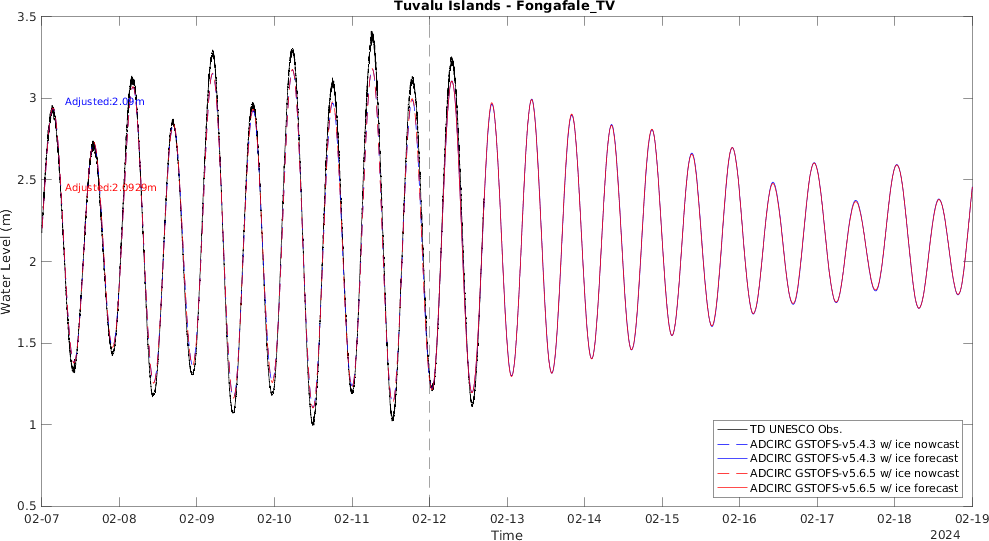 Tuvalu Islands - Fongafale_TV
3.5
3
2.5
2
1.5
1
0.5
Water Level (m)
Adjusted:2.09m
Adjusted:2.0929m
TD UNESCO Obs.
ADCIRC GSTOFS-v5.4.3 w/ ice nowcast
ADCIRC GSTOFS-v5.4.3 w/ ice forecast
ADCIRC GSTOFS-v5.6.5 w/ ice nowcast
ADCIRC GSTOFS-v5.6.5 w/ ice forecast
02-07 02-08 02-09 02-10 02-11 02-12 02-13 02-14 02-15 02-16 02-17 02-18 02-19
Time
2024